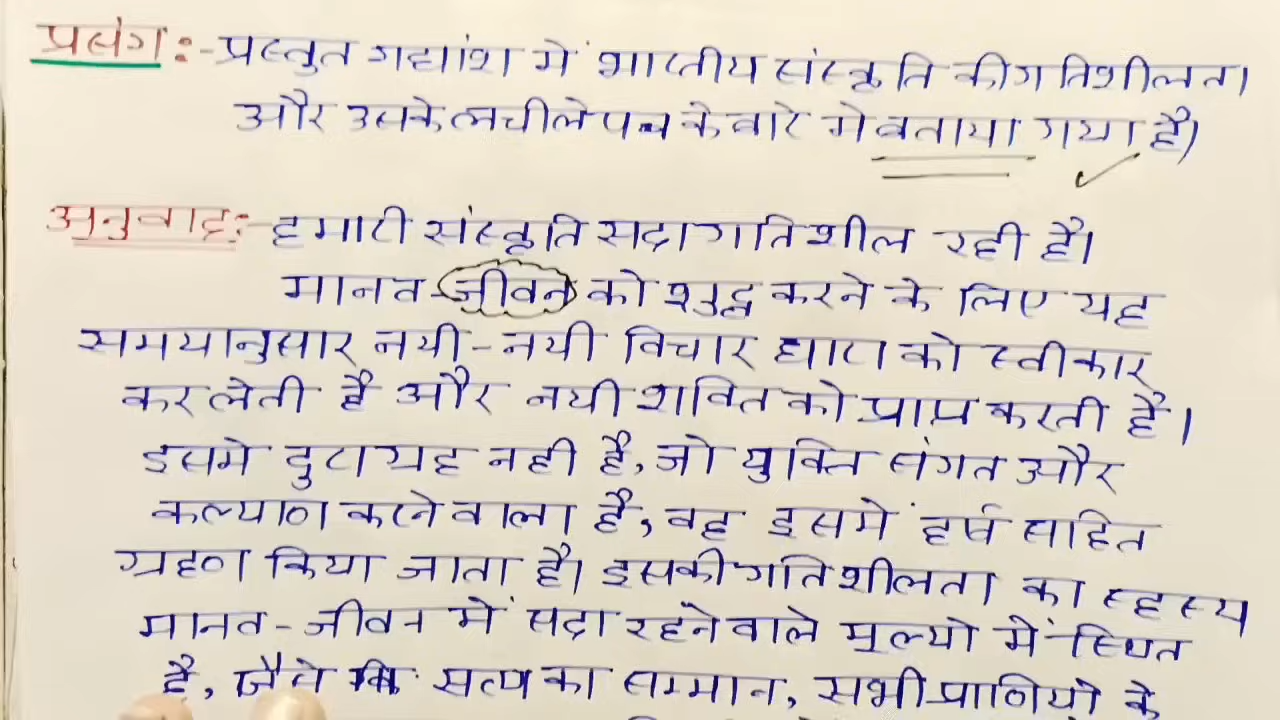 प्रसंग:- प्रस्तुत गद्यांश में भारतीय संस्कृति की गतिशीलता
और उसके लचीलेपन के बारे मे बताया गया है।
अनुवाद:- हमारी संस्कृति सदा गतिशील रही है।
मानव-जीवन को शुद्ध करने के लिए यह
समयानुसार नयी-नयी विचार धारा को स्वीकार
कर लेती है और नयी शक्ति को प्राप्त करती है।
इसमे दुराग्रह नही है, जो युक्ति संगत और
कल्याण करने वाला है, वह इसमें हर्ष सहित
ग्रहण किया जाता है। इसकी गतिशीलता का रहस्य
मानव-जीवन में सदा रहने वाले मुल्यो में स्थित
है, जैसे कि सत्य का सम्मान, सभी प्राणियो के